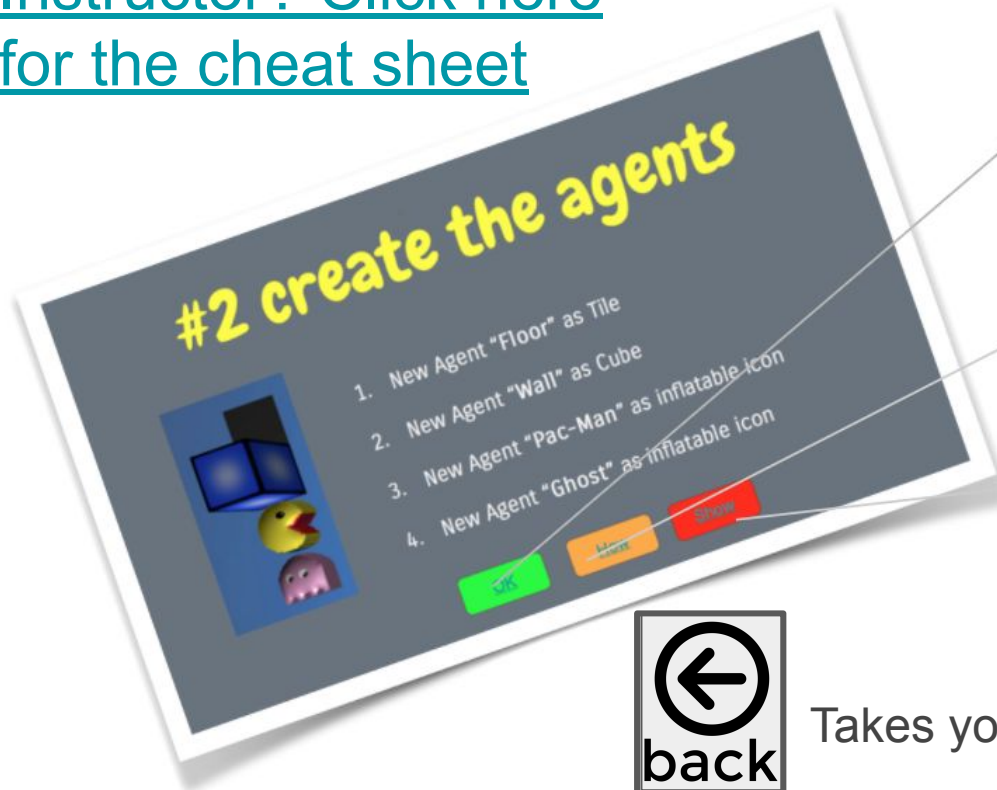 for the cheat sheet
#2 create the agents
1. New Agent "Floor" as Tile
2. New Agent "Wall" as Cube
3. New Agent "Pac-Man" as inflatable icon
4. New Agent "Ghost" as inflatable icon
OK
Show
back
Takes